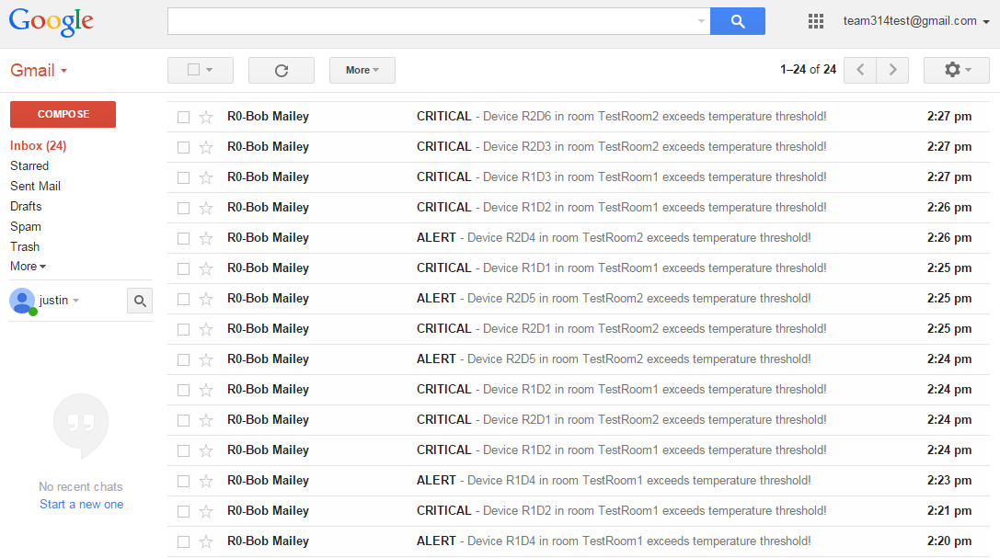 Google
team314test@gmail.com
Gmail
More
1–24 of 24
COMPOSE
Inbox (24)
Starred
Sent Mail
Drafts
Spam
Trash
More
justin
No recent chats
Start a new one
R0-Bob Mailey CRITICAL - Device R2D6 in room TestRoom2 exceeds temperature threshold! 2:27 pm
R0-Bob Mailey CRITICAL - Device R2D3 in room TestRoom2 exceeds temperature threshold! 2:27 pm
R0-Bob Mailey CRITICAL - Device R1D3 in room TestRoom1 exceeds temperature threshold! 2:27 pm
R0-Bob Mailey CRITICAL - Device R1D2 in room TestRoom1 exceeds temperature threshold! 2:26 pm
R0-Bob Mailey ALERT - Device R2D4 in room TestRoom2 exceeds temperature threshold! 2:26 pm
R0-Bob Mailey CRITICAL - Device R1D1 in room TestRoom1 exceeds temperature threshold! 2:25 pm
R0-Bob Mailey ALERT - Device R2D5 in room TestRoom2 exceeds temperature threshold! 2:25 pm
R0-Bob Mailey CRITICAL - Device R2D1 in room TestRoom2 exceeds temperature threshold! 2:25 pm
R0-Bob Mailey ALERT - Device R2D5 in room TestRoom2 exceeds temperature threshold! 2:24 pm
R0-Bob Mailey CRITICAL - Device R1D2 in room TestRoom1 exceeds temperature threshold! 2:24 pm
R0-Bob Mailey CRITICAL - Device R2D1 in room TestRoom2 exceeds temperature threshold! 2:24 pm
R0-Bob Mailey CRITICAL - Device R1D2 in room TestRoom1 exceeds temperature threshold! 2:24 pm
R0-Bob Mailey ALERT - Device R1D4 in room TestRoom1 exceeds temperature threshold! 2:23 pm
R0-Bob Mailey CRITICAL - Device R1D2 in room TestRoom1 exceeds temperature threshold! 2:21 pm
R0-Bob Mailey ALERT - Device R1D4 in room TestRoom1 exceeds temperature threshold! 2:20 pm